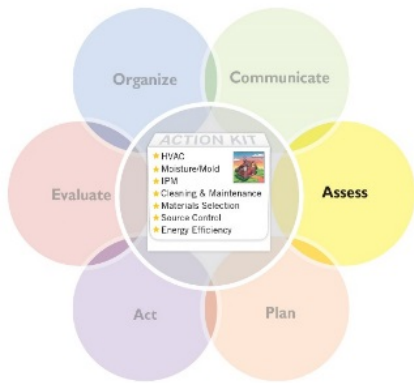 Organize
Communicate
ACTION KIT
HVAC
Moisture/Mold
IPM
Cleaning & Maintenance
Materials Selection
Source Control
Energy Efficiency
Evaluate
Assess
Act
Plan